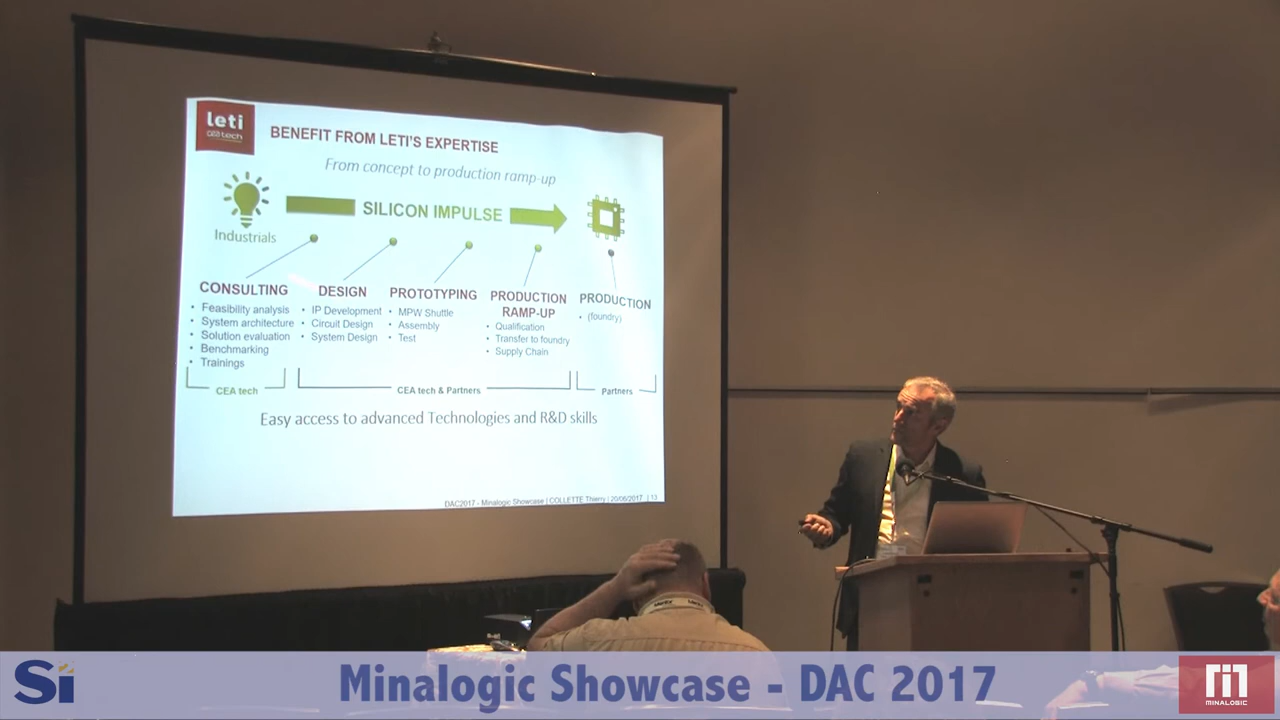 leti
cea tech
BENEFIT FROM LETI'S EXPERTISE
From concept to production ramp-up
SILICON IMPULSE
Industrials
CONSULTING
• Feasibility analysis
• System architecture
• Solution evaluation
• Benchmarking
• Trainings
DESIGN
• IP Development
• Circuit Design
• System Design
PROTOTYPING
• MPW Shuttle
• Assembly
• Test
PRODUCTION
RAMP-UP
• Qualification
• Transfer to foundry
• Supply Chain
PRODUCTION
• (foundry)
CEA tech
CEA tech & Partners
Partners
Easy access to advanced Technologies and R&D skills
DAC2017 - Minalogic Showcase | COLLETTE Thierry | 20/06/2017 | 13
Si
Minalogic Showcase - DAC 2017
MINALOGIC